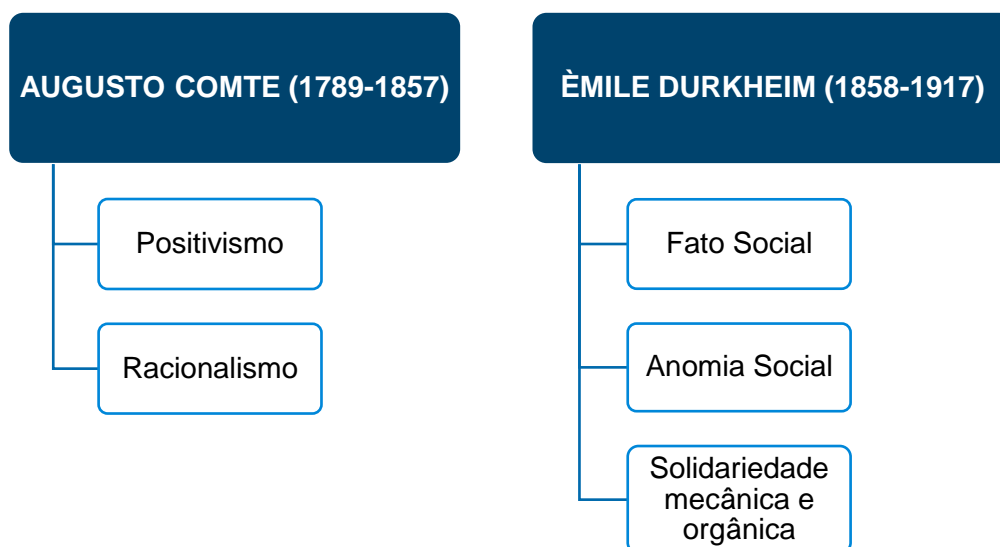 AUGUSTO COMTE (1789-1857)
Positivismo
Racionalismo
ÈMILE DURKHEIM (1858-1917)
Fato Social
Anomia Social
Solidariedade
mecânica e
orgânica